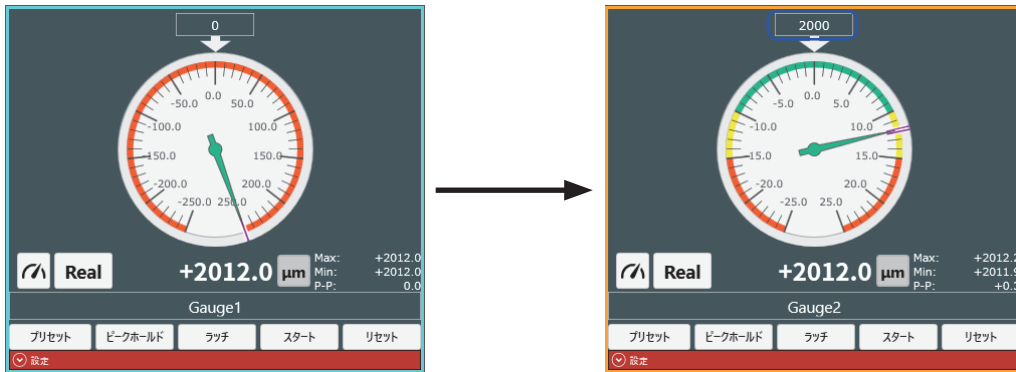 0
0.0
-50.0 50.0
-100.0 100.0
-150.0 150.0
-200.0 200.0
-250.0 250.0
Real
+2012.0 μm
Max: +2012.0
Min: +2012.0
P-P: 0.0
Gauge1
プリセット ピークホールド ラッチ スタート リセット
設定
2000
0.0
-5.0 5.0
-10.0 10.0
-15.0 15.0
-20.0 20.0
-25.0 25.0
Real
+2012.0 μm
Max: +2012.2
Min: +2011.9
P-P: +0.3
Gauge2
プリセット ピークホールド ラッチ スタート リセット
設定